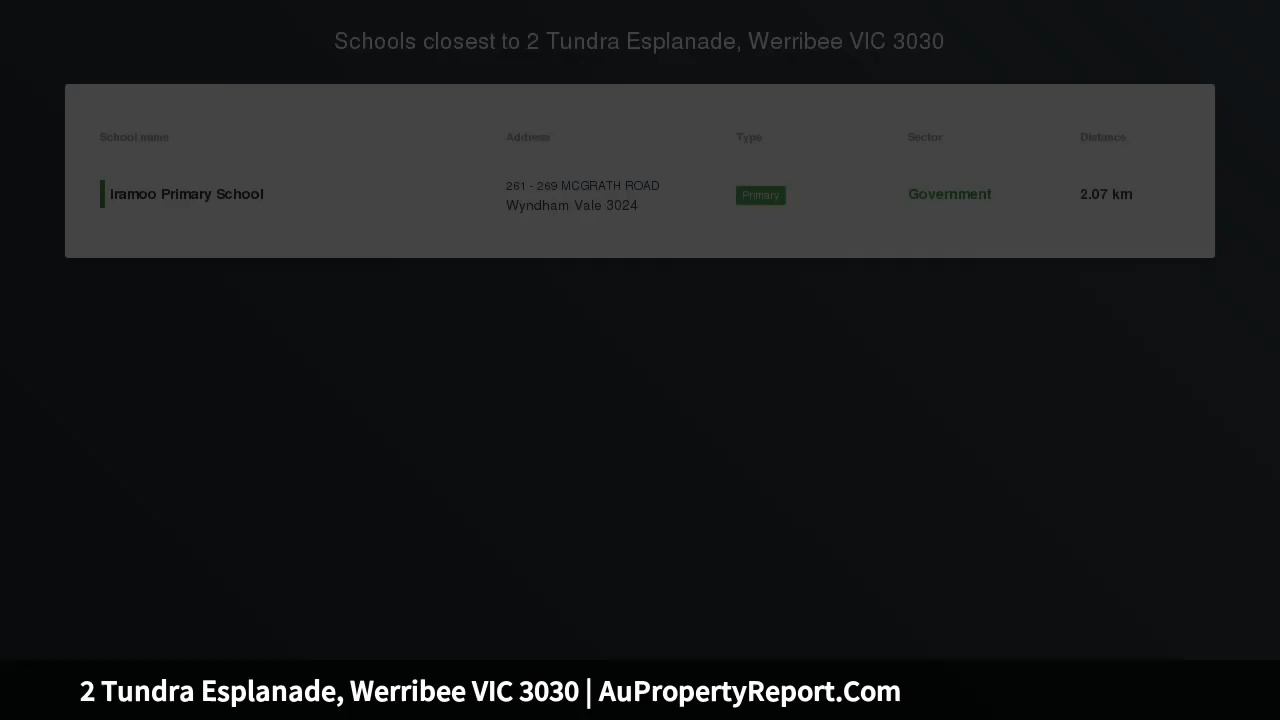 Schools closest to 2 Tundra Esplanade, Werribee VIC 3030
School name Address Type Sector Distance
Iramoo Primary School 261 - 269 MCGRATH ROAD Primary Government 2.07 km
Wyndham Vale 3024
2 Tundra Esplanade, Werribee VIC 3030 | AuPropertyReport.Com